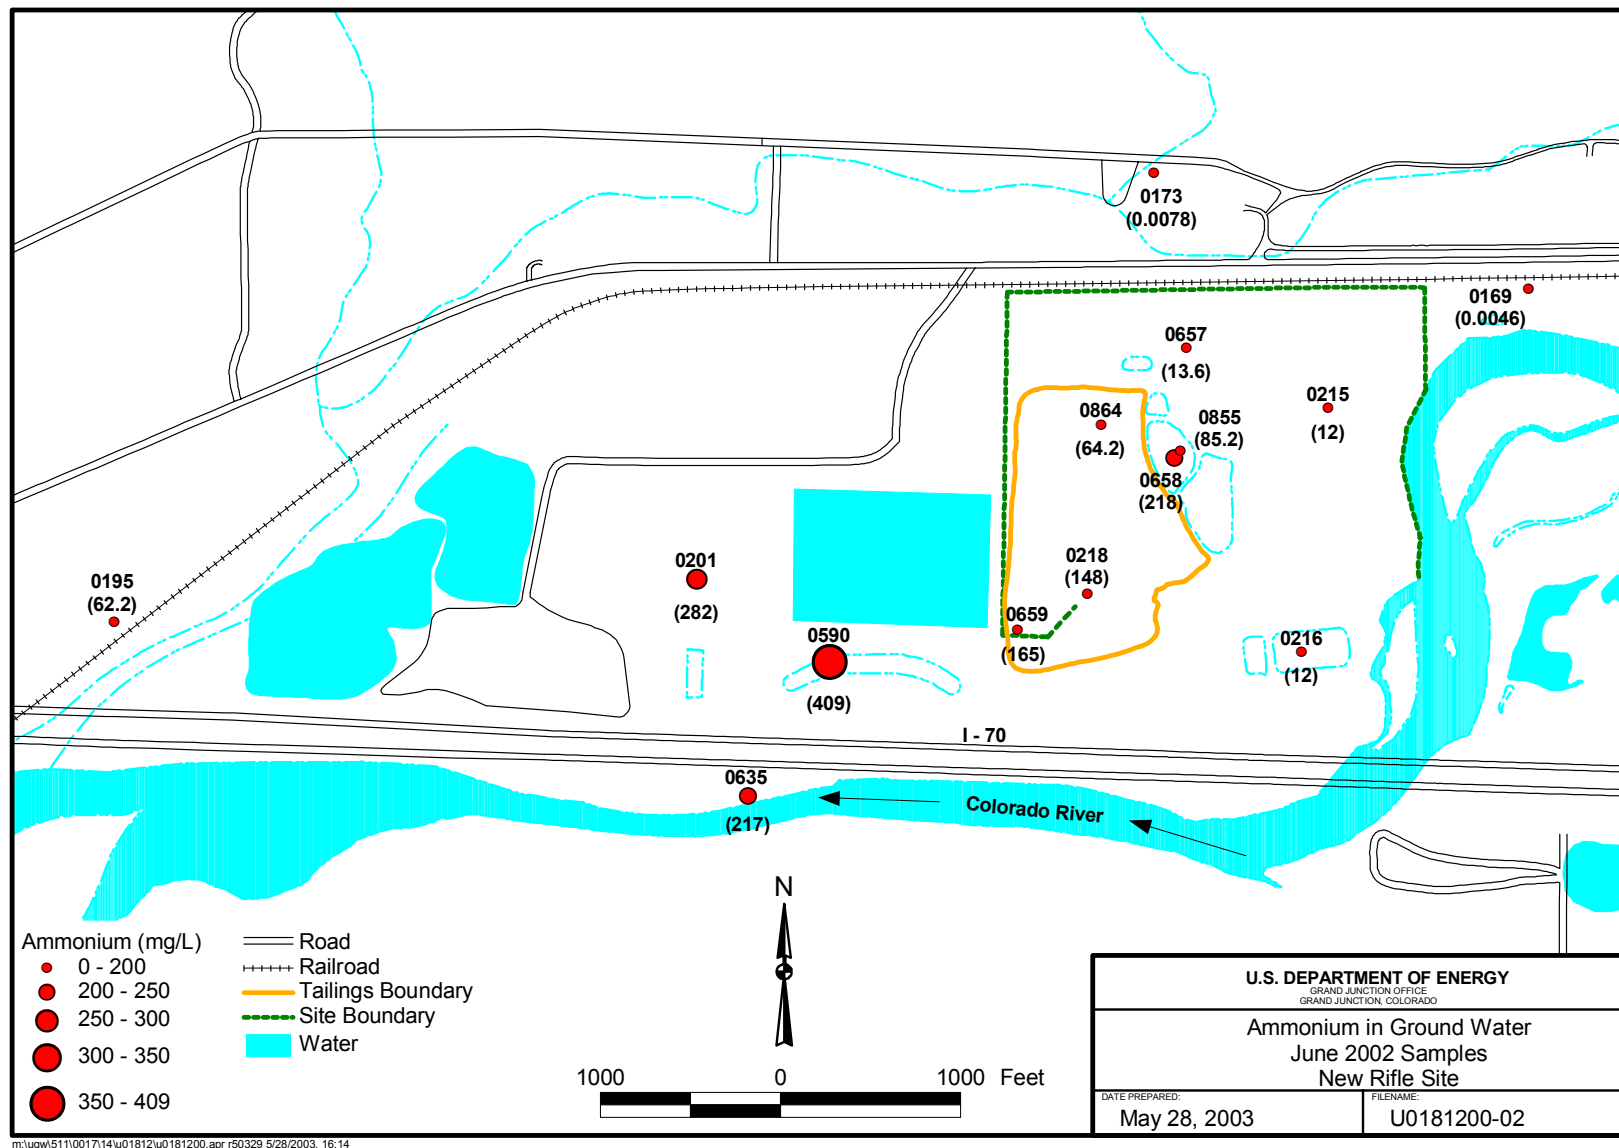 0173
(0.0078)
0169
(0.0046)
0657
(13.6)
0215
(12)
0864
(64.2)
0855
(85.2)
0658
(218)
0201
(282)
0195
(62.2)
0218
(148)
0659
(165)
0590
(409)
0216
(12)
I - 70
0635
(217)
Colorado River
N
Ammonium (mg/L)
0 - 200
200 - 250
250 - 300
300 - 350
350 - 409
Road
Railroad
Tailings Boundary
Site Boundary
Water
1000 0 1000 Feet
U.S. DEPARTMENT OF ENERGY
GRAND JUNCTION OFFICE
GRAND JUNCTION, COLORADO
Ammonium in Ground Water
June 2002 Samples
New Rifle Site
DATE PREPARED:
May 28, 2003
FILENAME:
U0181200-02
m:\ugw\511\0017\14\u01812\u0181200.apr r50329 5/28/2003, 16:14